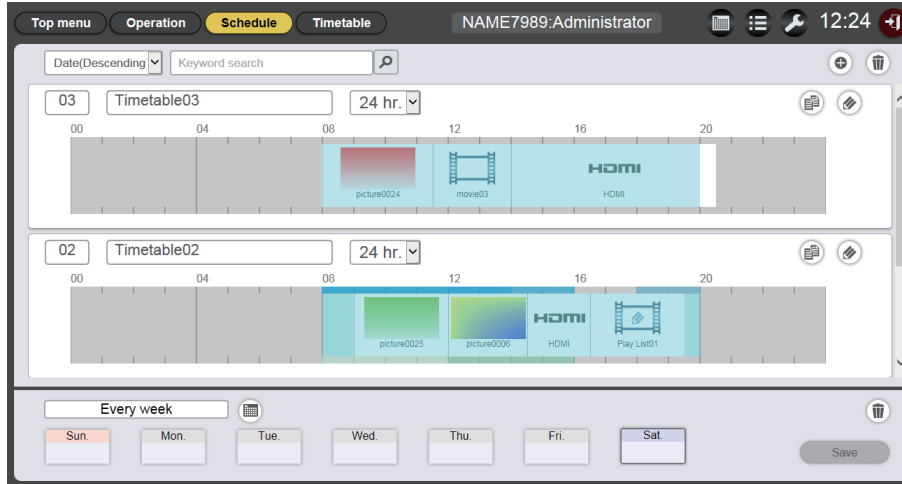 Top menu Operation Schedule Timetable NAME7989:Administrator 12:24
Date(Descending Keyword search
03 Timetable03 24 hr.
00 04 08 12 16 20
HDMI
picture0024 movie03 HDMI
02 Timetable02 24 hr.
00 04 08 12 16 20
HDMI
picture0025 picture0006 HDMI Play List01
Every week
Sun. Mon. Tue. Wed. Thu. Fri. Sat.
Save